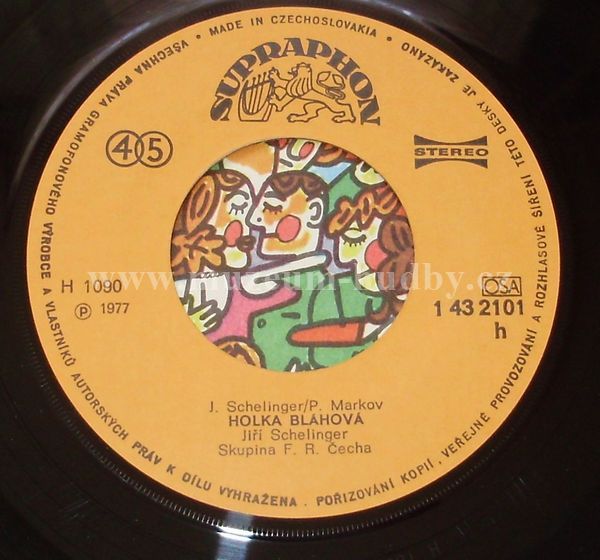 VŠECHNA PRÁVA GRAMOFONOVÉHO VÝROBCE A VLASTNÍKŮ AUTORSKÝCH PRÁV K DÍLU VYHRAŽENA · POŘIZOVÁNÍ KOPIÍ, VEŘEJNÉ PROVOZOVÁNÍ A ROZHLASOVÉ ŠÍŘENÍ TÉTO DESKY JE ZAKÁZÁNO · MADE IN CZECHOSLOVAKIA ·
SUPRAPHON
45
STEREO
www.muzeum-hudby.cz
H 1090
℗ 1977
OSA
1 43 2101
h
J. Schelinger/P. Markov
HOLKA BLÁHOVÁ
Jiří Schelinger
Skupina F. R. Čecha